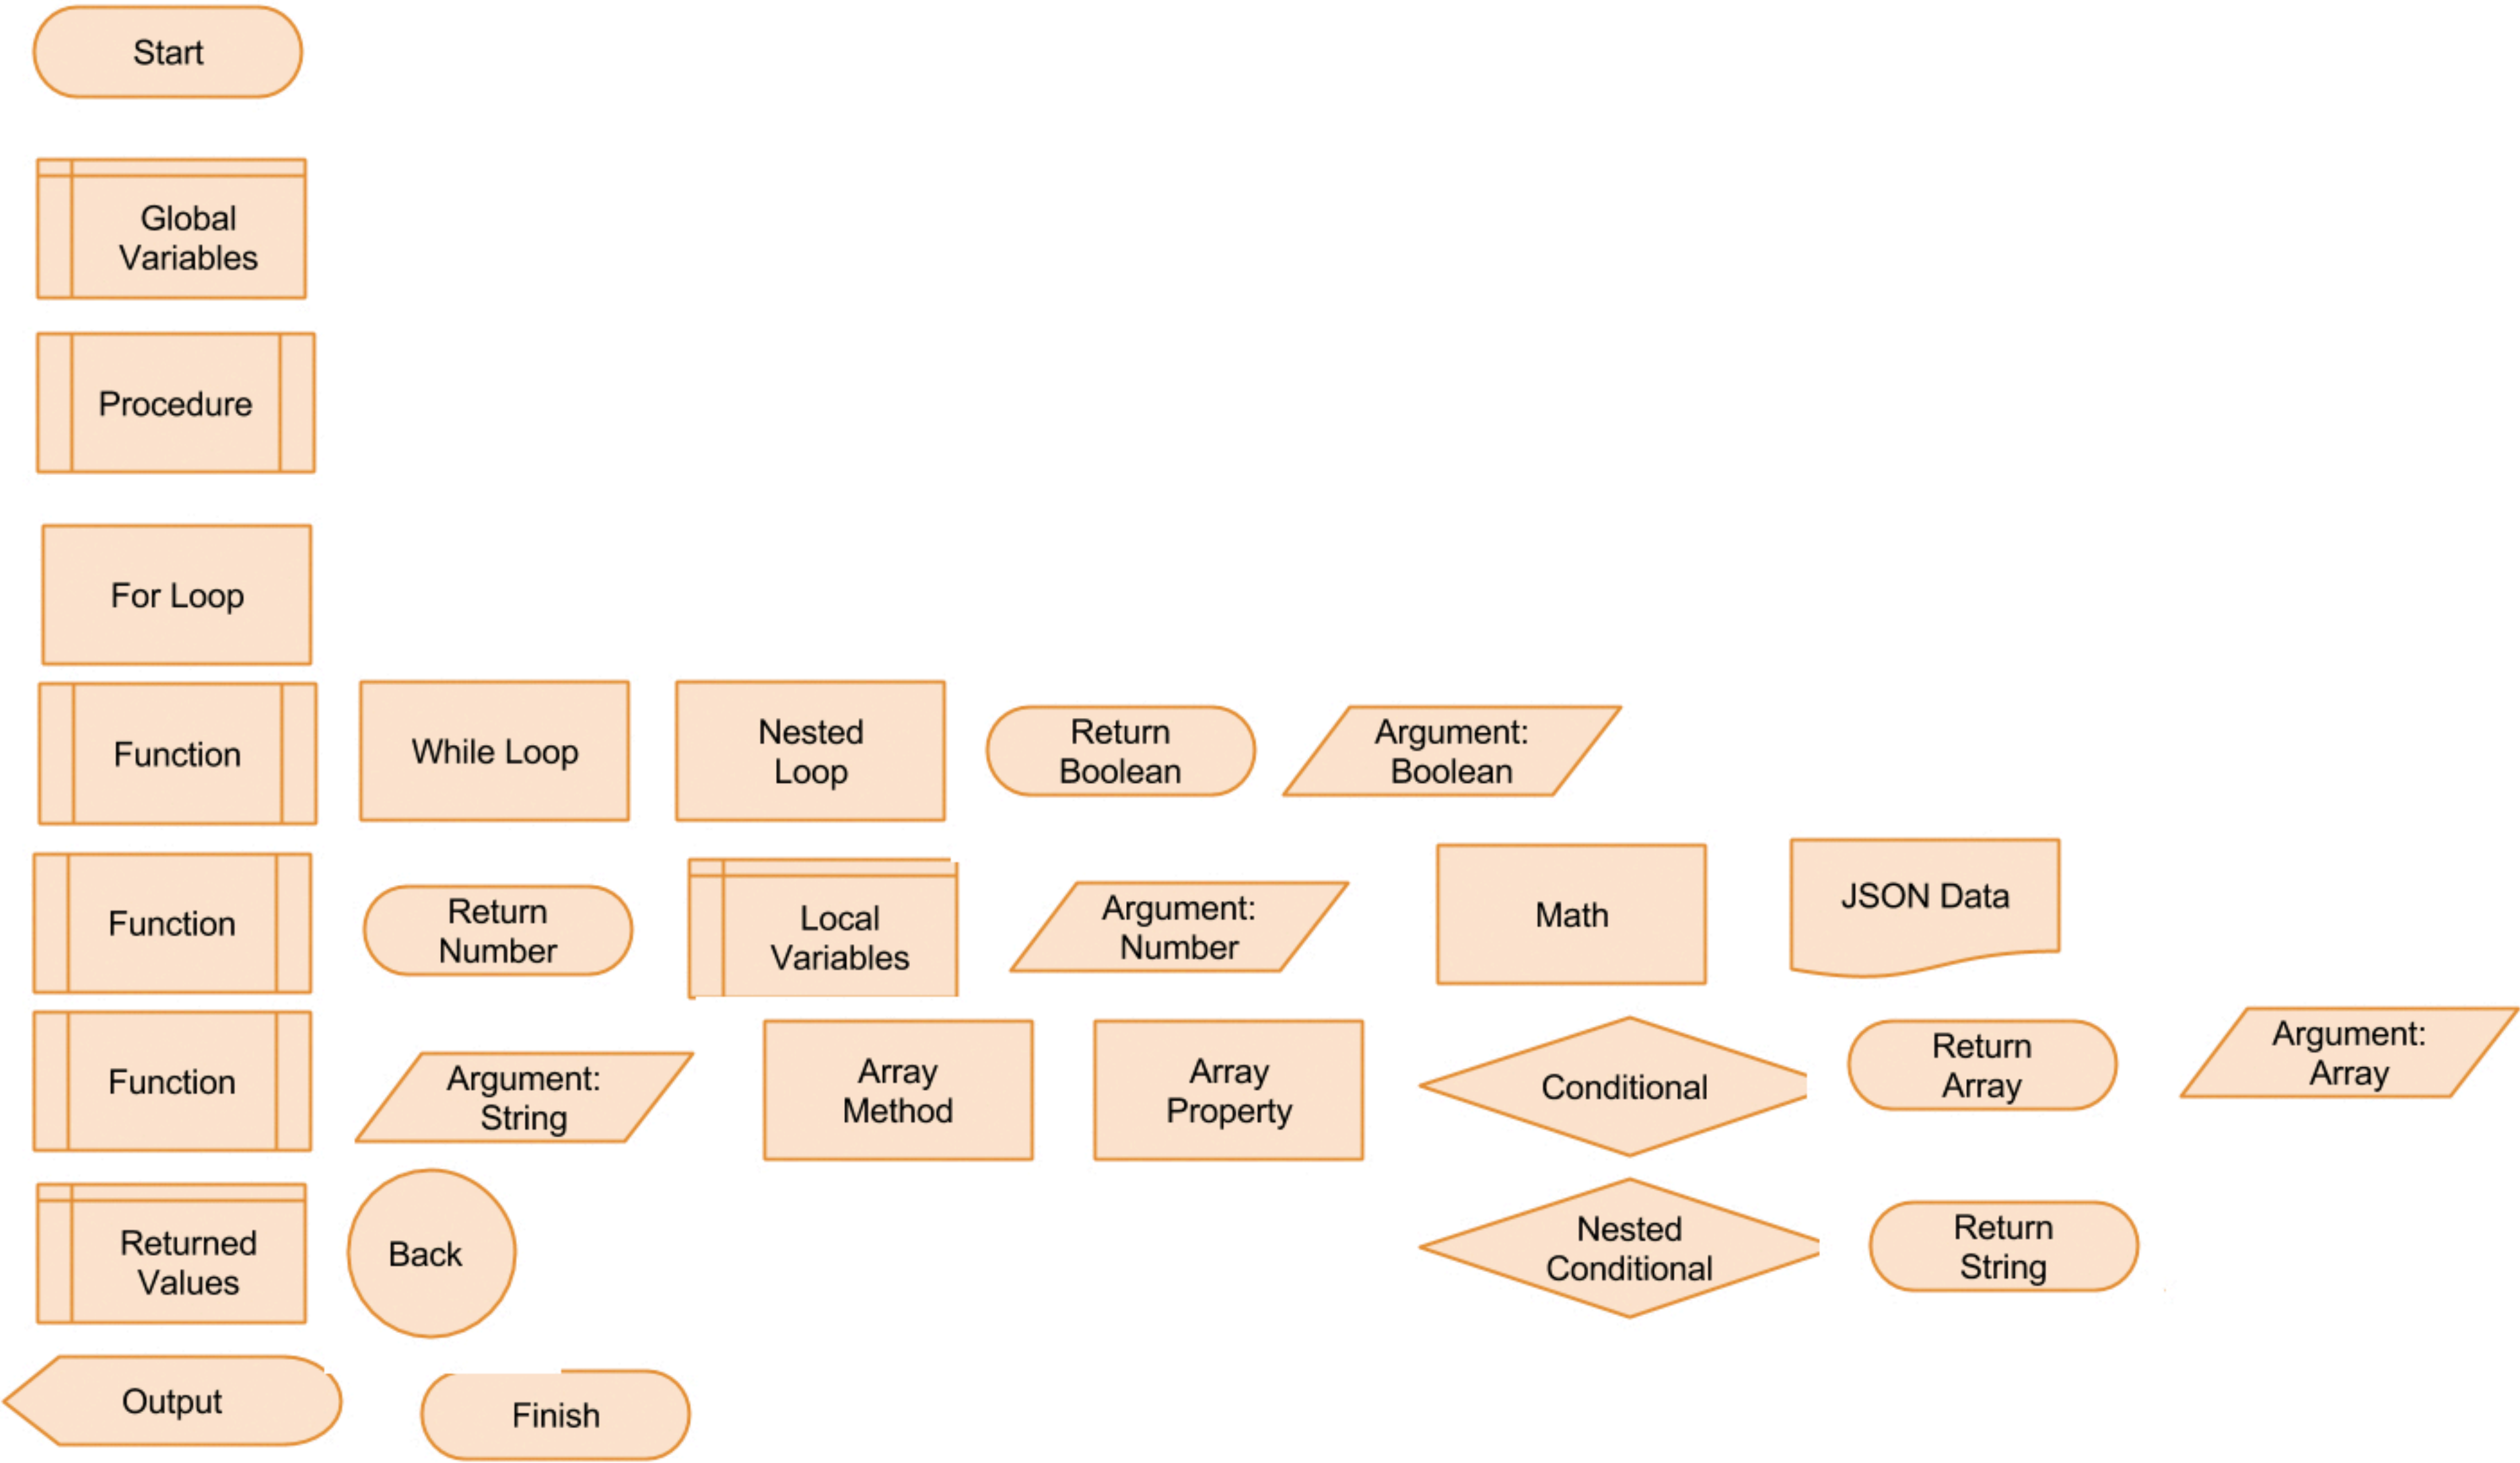 Start
Global
Variables
Procedure
For Loop
Function
While Loop
Nested
Loop
Return
Boolean
Argument:
Boolean
Function
Return
Number
Local
Variables
Argument:
Number
Math
JSON Data
Function
Argument:
String
Array
Method
Array
Property
Conditional
Return
Array
Argument:
Array
Returned
Values
Back
Nested
Conditional
Return
String
Output
Finish